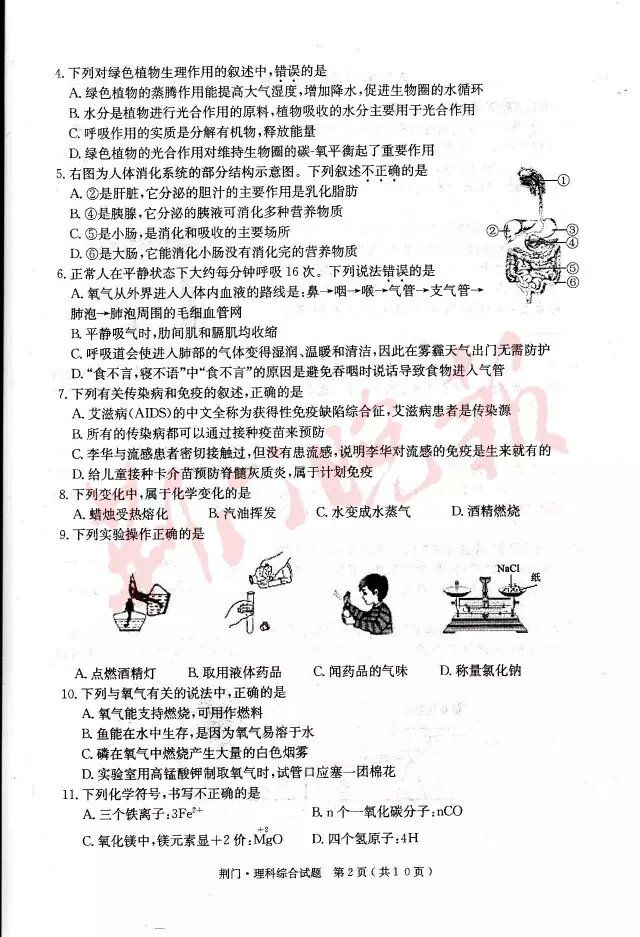 4. 下列对绿色植物生理作用的叙述中,错误的是
A. 绿色植物的蒸腾作用能提高大气湿度,增加降水,促进生物圈的水循环
B. 水分是植物进行光合作用的原料,植物吸收的水分主要用于光合作用
C. 呼吸作用的实质是分解有机物,释放能量
D. 绿色植物的光合作用对维持生物圈的碳-氧平衡起了重要作用
5. 右图为人体消化系统的部分结构示意图。下列叙述不正确的是
A. ②是肝脏,它分泌的胆汁的主要作用是乳化脂肪
B. ④是胰腺,它分泌的胰液可消化多种营养物质
C. ⑤是小肠,是消化和吸收的主要场所
D. ⑥是大肠,它能消化小肠没有消化完的营养物质
①
②
③
④
⑤
⑥
6. 正常人在平静状态下大约每分钟呼吸16次。下列说法错误的是
A. 氧气从外界进入人体内血液的路线是:鼻→咽→喉→气管→支气管→
肺泡→肺泡周围的毛细血管网
B. 平静吸气时,肋间肌和膈肌均收缩
C. 呼吸道会使进入肺部的气体变得湿润、温暖和清洁,因此在雾霾天气出门无需防护
D. “食不言,寝不语”中“食不言”的原因是避免吞咽时说话导致食物进入气管
7. 下列有关传染病和免疫的叙述,正确的是
A. 艾滋病(AIDS)的中文全称为获得性免疫缺陷综合征,艾滋病患者是传染源
B. 所有的传染病都可以通过接种疫苗来预防
C. 李华与流感患者密切接触过,但没有患流感,说明李华对流感的免疫是生来就有的
D. 给儿童接种卡介苗预防脊髓灰质炎,属于计划免疫
8. 下列变化中,属于化学变化的是
A. 蜡烛受热熔化 B. 汽油挥发 C. 水变成水蒸气 D. 酒精燃烧
9. 下列实验操作正确的是
NaCl
纸
A. 点燃酒精灯 B. 取用液体药品 C. 闻药品的气味 D. 称量氯化钠
10. 下列与氧气有关的说法中,正确的是
A. 氧气能支持燃烧,可用作燃料
B. 鱼能在水中生存,是因为氧气易溶于水
C. 磷在氧气中燃烧产生大量的白色烟雾
D. 实验室用高锰酸钾制取氧气时,试管口应塞一团棉花
11. 下列化学符号,书写不正确的是
A. 三个铁离子:3Fe²⁺ B. n个一氧化碳分子:nCO
+2
C. 氧化镁中,镁元素显+2价:MgO D. 四个氢原子:4H
荆门·理科综合试题 第2页(共10页)
荆门晚报